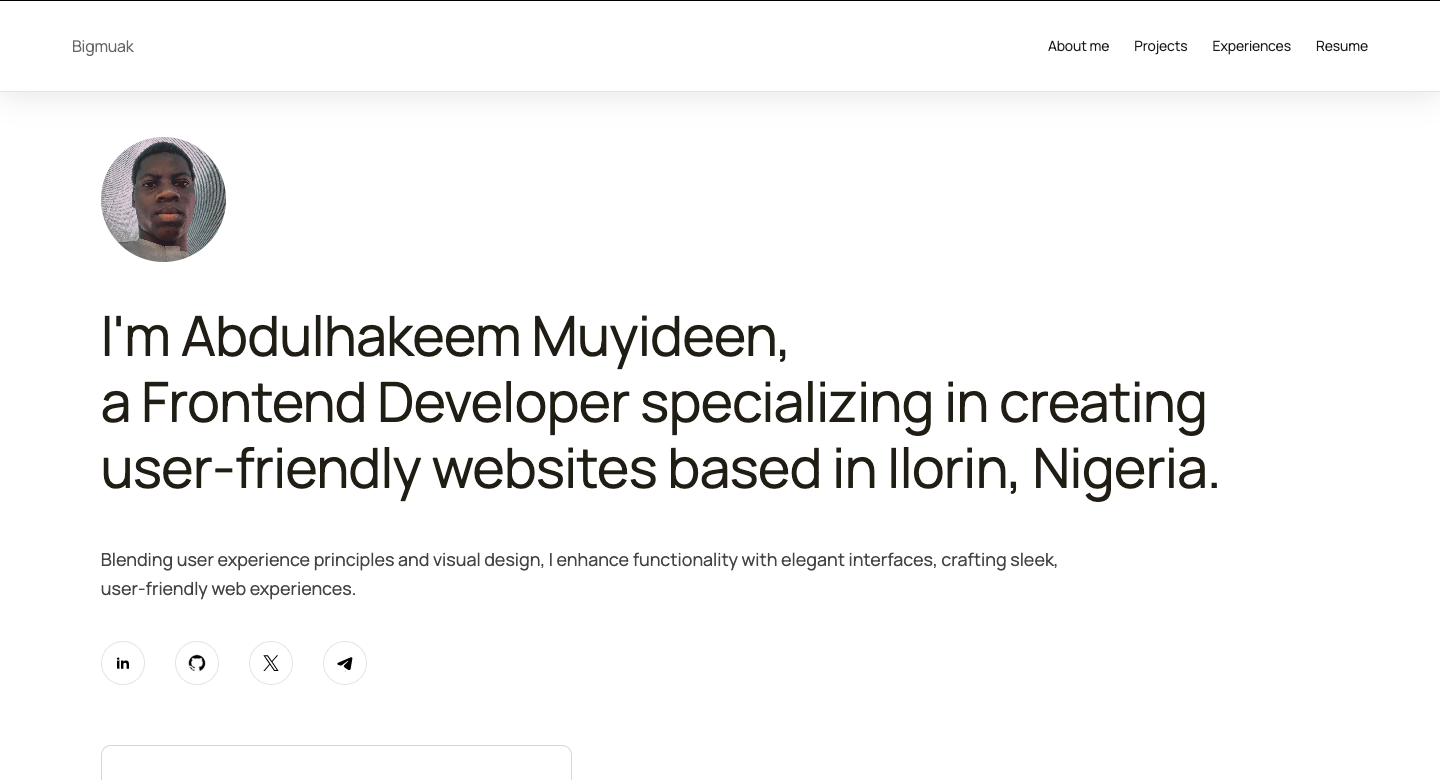 Bigmuak
About me Projects Experiences Resume
I'm Abdulhakeem Muyideen,
a Frontend Developer specializing in creating
user-friendly websites based in Ilorin, Nigeria.
Blending user experience principles and visual design, I enhance functionality with elegant interfaces, crafting sleek,
user-friendly web experiences.
in